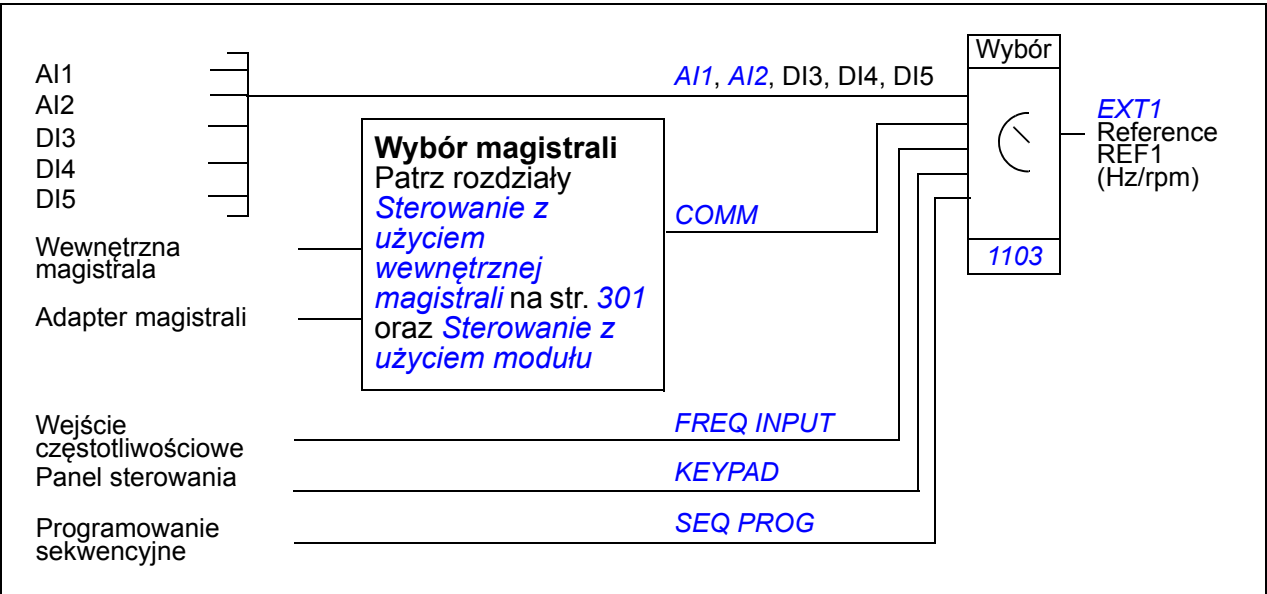 AI1
AI2
DI3
DI4
DI5
Wewnętrzna
magistrala
Adapter magistrali
Wejście
częstotliwościowe
Panel sterowania
Programowanie
sekwencyjne
Wybór magistrali
Patrz rozdziały
Sterowanie z
użyciem
wewnętrznej
magistrali na str. 301
oraz Sterowanie z
użyciem modułu
AI1, AI2, DI3, DI4, DI5
COMM
FREQ INPUT
KEYPAD
SEQ PROG
Wybór
1103
EXT1
Reference
REF1
(Hz/rpm)